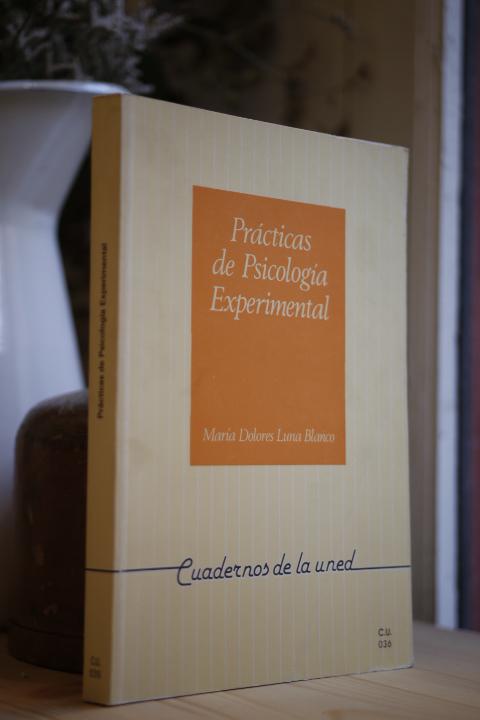 Prácticas
de Psicología
Experimental
María Dolores Luna Blanco
Cuadernos de la uned
C.U.
036
Prácticas de Psicología Experimental
C.U.
036